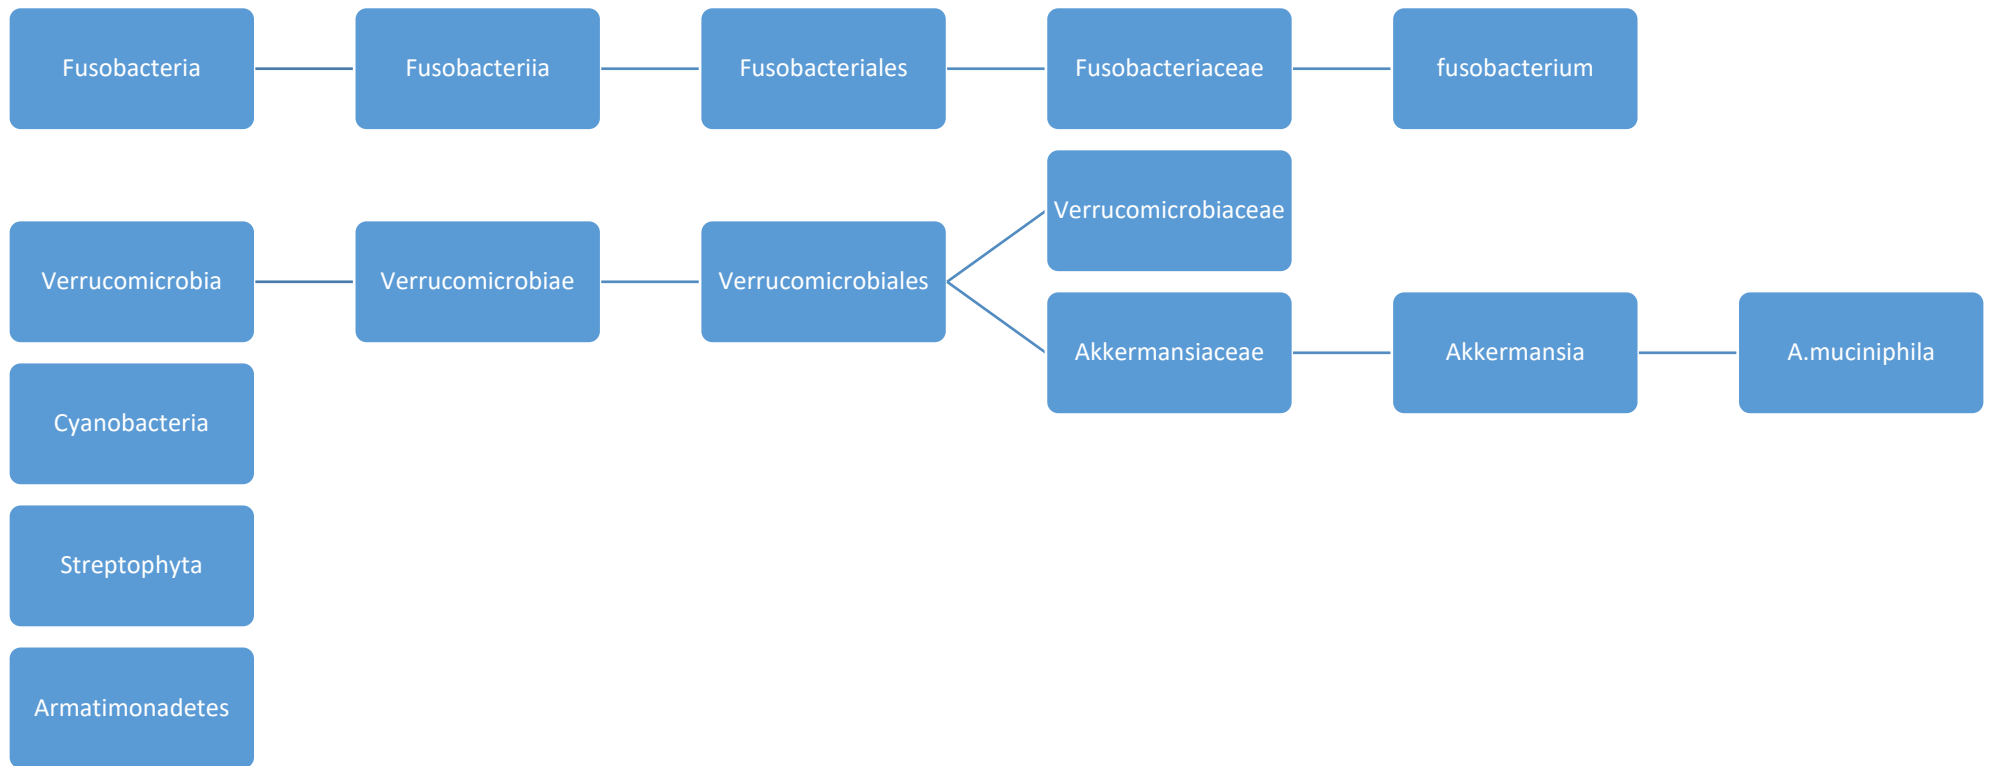 Fusobacteria
Fusobacteriia
Fusobacteriales
Fusobacteriaceae
fusobacterium
Verrucomicrobia
Verrucomicrobiae
Verrucomicrobiales
Verrucomicrobiaceae
Akkermansiaceae
Akkermansia
A.muciniphila
Cyanobacteria
Streptophyta
Armatimonadetes